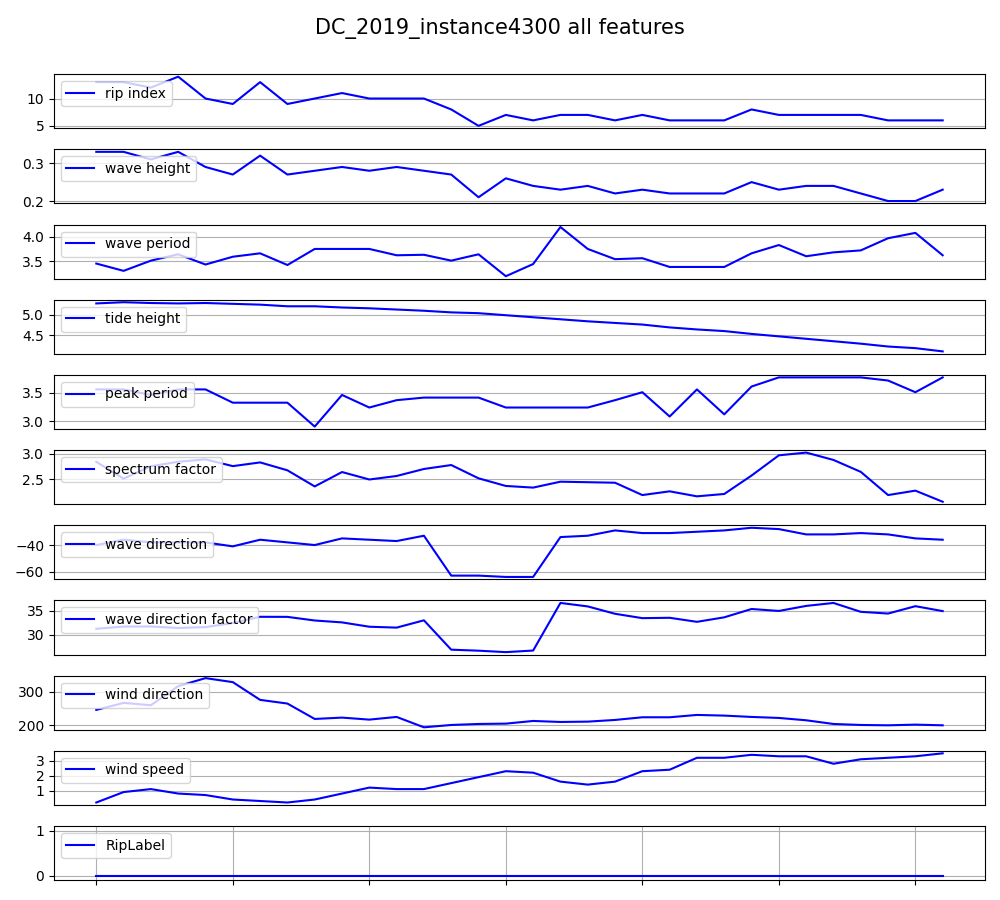 DC_2019_instance4300 all features
10
5
rip index
0.3
0.2
wave height
4.0
3.5
wave period
5.0
4.5
tide height
3.5
3.0
peak period
3.0
2.5
spectrum factor
−40
−60
wave direction
35
30
wave direction factor
300
200
wind direction
3
2
1
wind speed
1
0
RipLabel